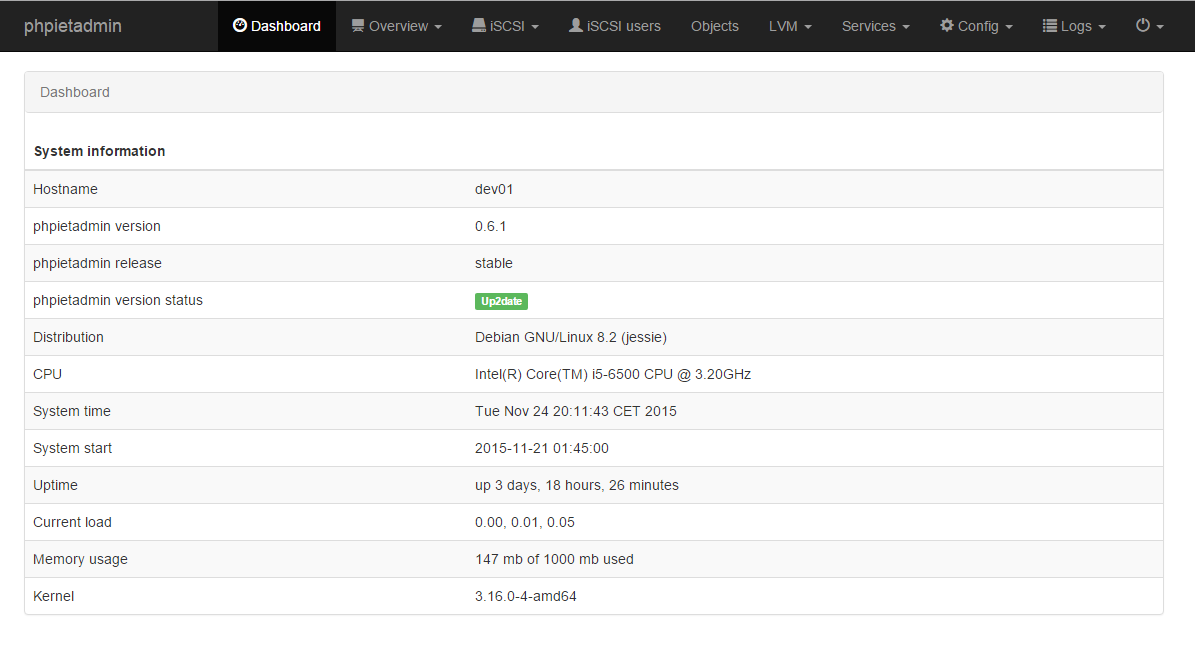 phpietadmin Dashboard Overview iSCSI iSCSI users Objects LVM Services Config Logs
Dashboard
System information
Hostname dev01
phpietadmin version 0.6.1
phpietadmin release stable
phpietadmin version status Up2date
Distribution Debian GNU/Linux 8.2 (jessie)
CPU Intel(R) Core(TM) i5-6500 CPU @ 3.20GHz
System time Tue Nov 24 20:11:43 CET 2015
System start 2015-11-21 01:45:00
Uptime up 3 days, 18 hours, 26 minutes
Current load 0.00, 0.01, 0.05
Memory usage 147 mb of 1000 mb used
Kernel 3.16.0-4-amd64